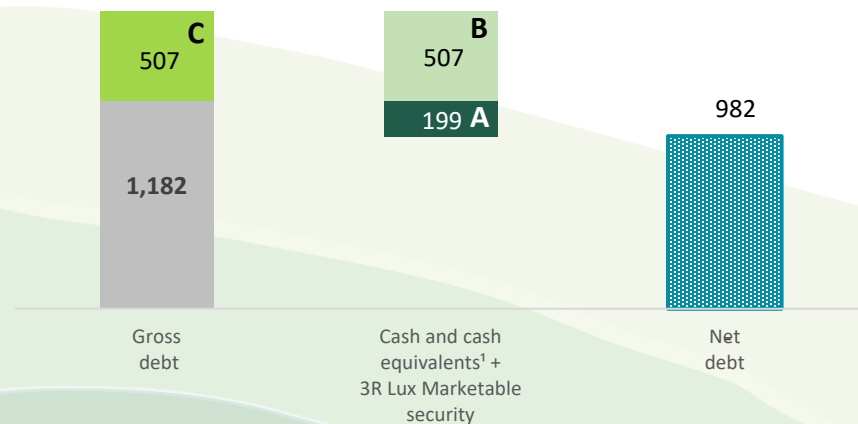 C
507
1,182
B
507
199 A
982
Gross
debt
Cash and cash
equivalents¹ +
3R Lux Marketable
security
Net
debt